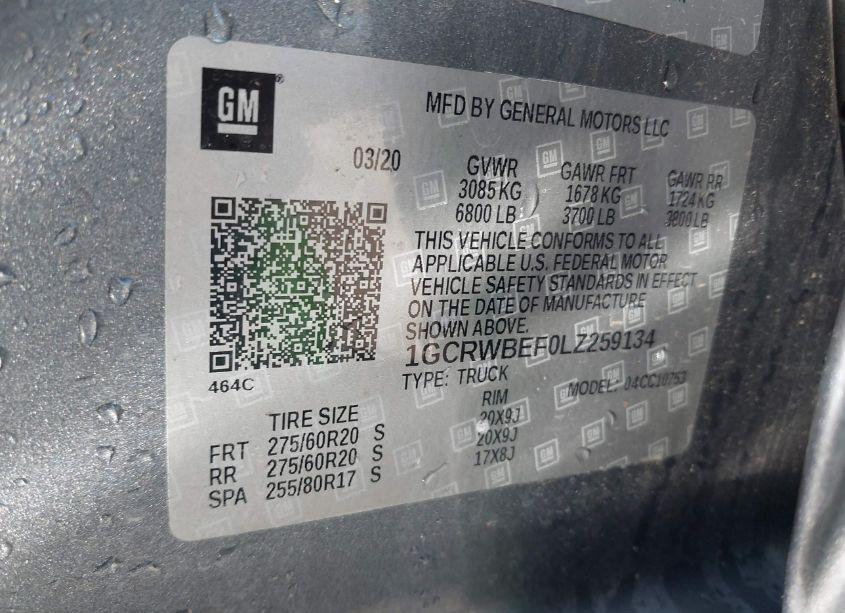 GM
MFD BY GENERAL MOTORS LLC
03/20
GVWR GAWR FRT GAWR RR
3085 KG 1678 KG 1724 KG
6800 LB 3700 LB 3800 LB
THIS VEHICLE CONFORMS TO ALL
APPLICABLE U.S. FEDERAL MOTOR
VEHICLE SAFETY STANDARDS IN EFFECT
ON THE DATE OF MANUFACTURE
SHOWN ABOVE.
1GCRWBEF0LZ259134
464C
TYPE: TRUCK MODEL: 04CC10753
TIRE SIZE RIM
FRT 275/60R20 S 20X9J
RR 275/60R20 S 20X9J
SPA 255/80R17 S 17X8J